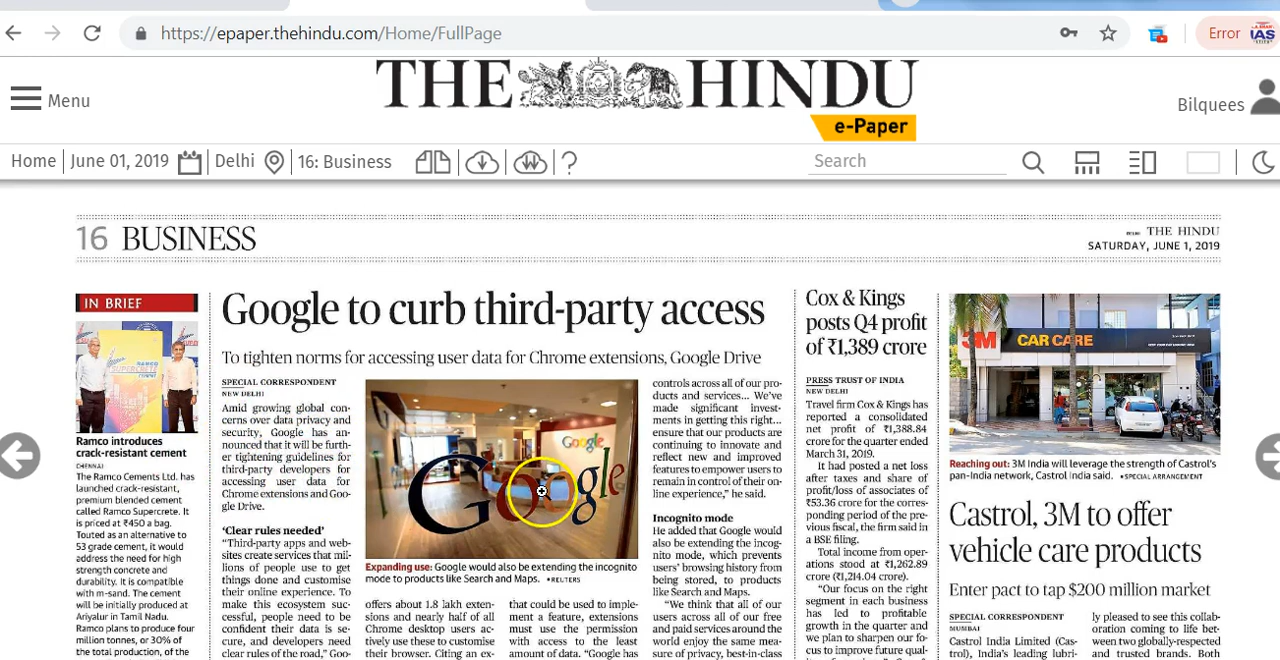 https://epaper.thehindu.com/Home/FullPage
Error
Menu
THE HINDU
e-Paper
Bilquees
Home
June 01, 2019
Delhi
16: Business
?
Search
16 BUSINESS
THE HINDU
SATURDAY, JUNE 1, 2019
IN BRIEF
Ramco introduces
crack-resistant cement
CHENNAI
The Ramco Cements Ltd. has
launched crack-resistant,
premium blended cement
called Ramco Supercrete. It
is priced at ₹450 a bag.
Touted as an alternative to
53 grade cement, it would
address the need for high
strength concrete and
durability. It is compatible
with m-sand. The cement
will be initially produced at
Ariyalur in Tamil Nadu.
Ramco plans to produce four
million tonnes, or 30% of
the total production, of the
Google to curb third-party access
To tighten norms for accessing user data for Chrome extensions, Google Drive
SPECIAL CORRESPONDENT
NEW DELHI
Amid growing global con-
cerns over data privacy and
security, Google has an-
nounced that it will be furth-
er tightening guidelines for
third-party developers for
accessing user data for
Chrome extensions and Goo-
gle Drive.
‘Clear rules needed’
“Third-party apps and web-
sites create services that mil-
lions of people use to get
things done and customise
their online experience. To
make this ecosystem suc-
cessful, people need to be
confident their data is se-
cure, and developers need
clear rules of the road,” Goo-
Google
Google
Expanding use: Google would also be extending the incognito
mode to products like Search and Maps. •REUTERS
offers about 1.8 lakh exten-
sions and nearly half of all
Chrome desktop users ac-
tively use these to customise
their browser. Citing an ex-
that could be used to imple-
ment a feature, extensions
must use the permission
with access to the least
amount of data. “Google has
controls across all of our pro-
ducts and services... We’ve
made significant invest-
ments in getting this right...
ensure that our products are
continuing to innovate and
reflect new and improved
features to empower users to
remain in control of their on-
line experience,” he said.
Incognito mode
He added that Google would
also be extending the incog-
nito mode, which prevents
users’ browsing history from
being stored, to products
like Search and Maps.
“We think that all of our
users across all of our free
and paid services around the
world enjoy the same mea-
sure of privacy, best-in-class
Cox & Kings
posts Q4 profit
of ₹1,389 crore
PRESS TRUST OF INDIA
NEW DELHI
Travel firm Cox & Kings has
reported a consolidated
net profit of ₹1,388.84
crore for the quarter ended
March 31, 2019.
It had posted a net loss
after taxes and share of
profit/loss of associates of
₹53.36 crore for the corres-
ponding period of the pre-
vious fiscal, the firm said in
a BSE filing.
Total income from oper-
ations stood at ₹1,262.89
crore (₹1,214.04 crore).
“Our focus on the right
segment in each business
has led to profitable
growth in the quarter and
we plan to sharpen our fo-
cus to improve future qual-
3M CAR CARE
Reaching out: 3M India will leverage the strength of Castrol’s
pan-India network, Castrol India said. •SPECIAL ARRANGEMENT
Castrol, 3M to offer
vehicle care products
Enter pact to tap $200 million market
SPECIAL CORRESPONDENT
MUMBAI
Castrol India Limited (Cas-
trol), India’s leading lubri-
ly pleased to see this collab-
oration coming to life bet-
ween two globally-respected
and trusted brands. Both